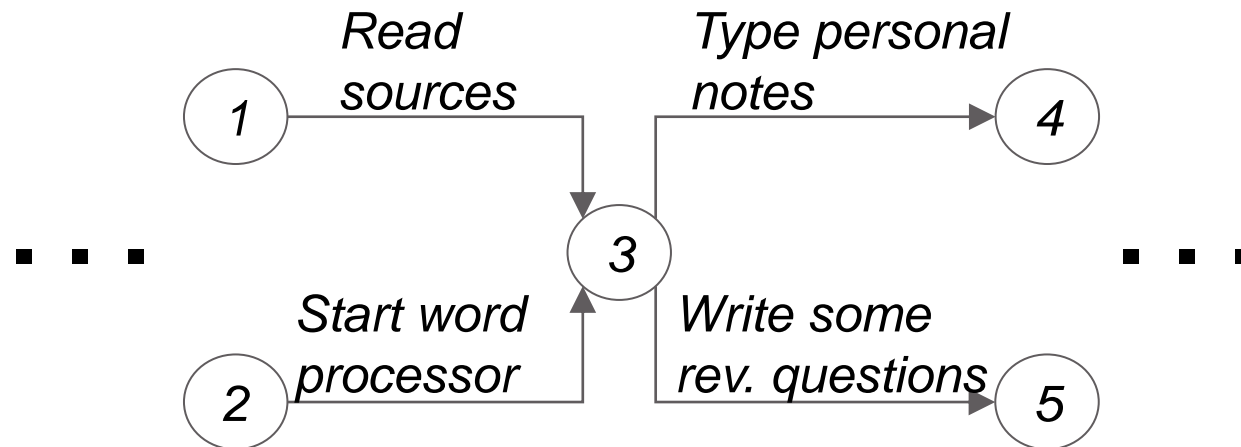 Read
sources
Type personal
notes
1
4
3
Start word
processor
Write some
rev. questions
2
5